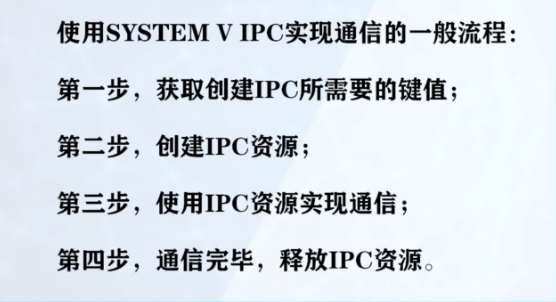 使用SYSTEM V IPC实现通信的一般流程：
第一步，获取创建IPC所需要的键值；
第二步，创建IPC资源；
第三步，使用IPC资源实现通信；
第四步，通信完毕，释放IPC资源。